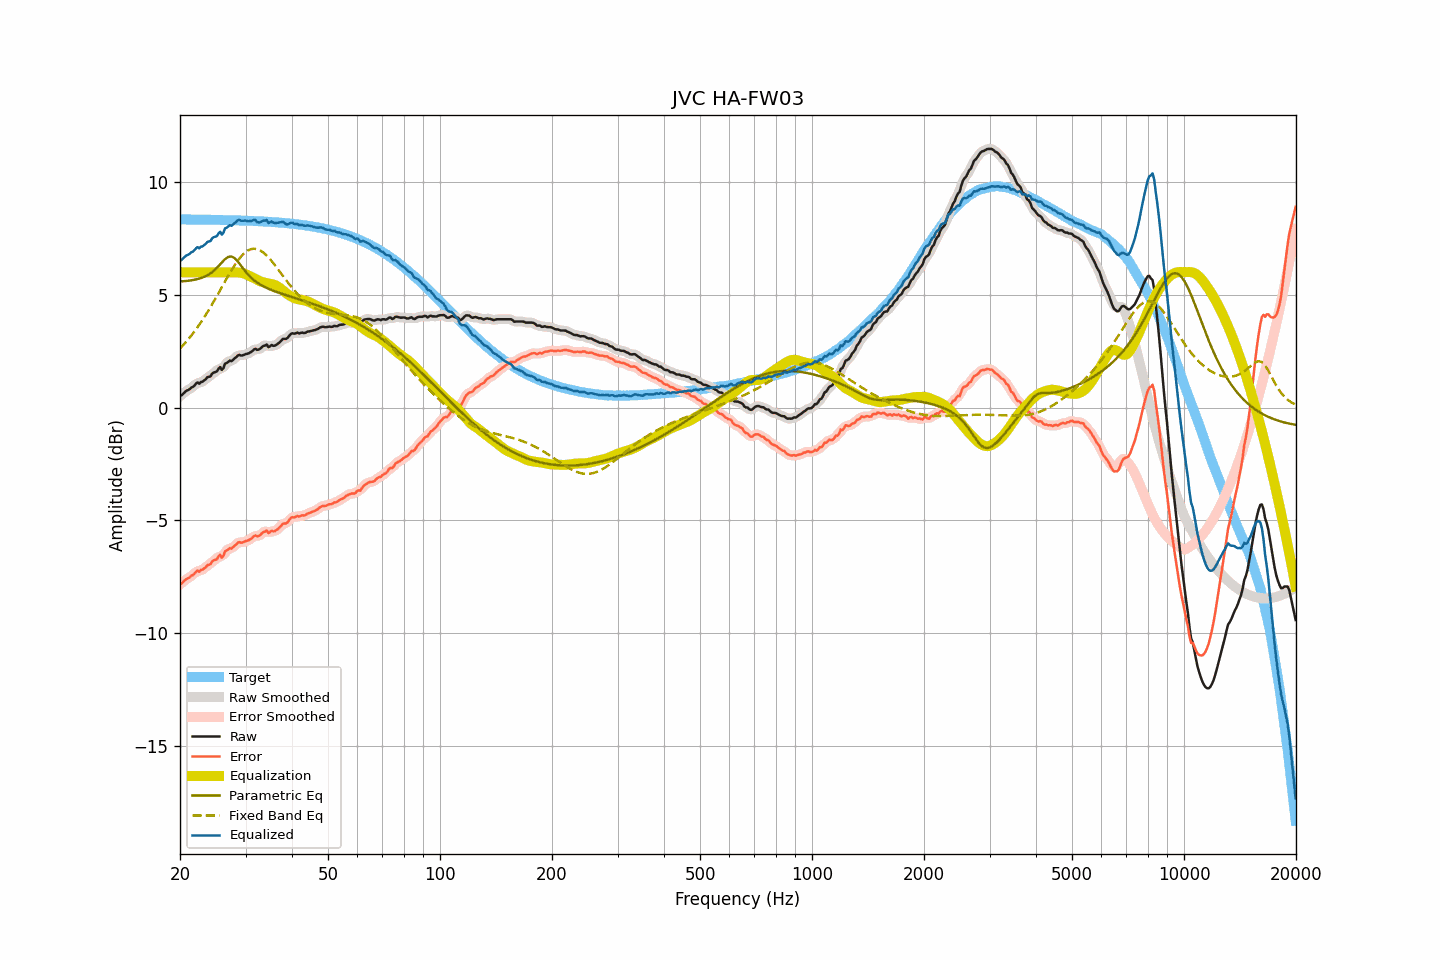 JVC HA-FW03
Amplitude (dBr)
10
5
0
−5
−10
−15
Target
Raw Smoothed
Error Smoothed
Raw
Error
Equalization
Parametric Eq
Fixed Band Eq
Equalized
20 50 100 200 500 1000 2000 5000 10000 20000
Frequency (Hz)